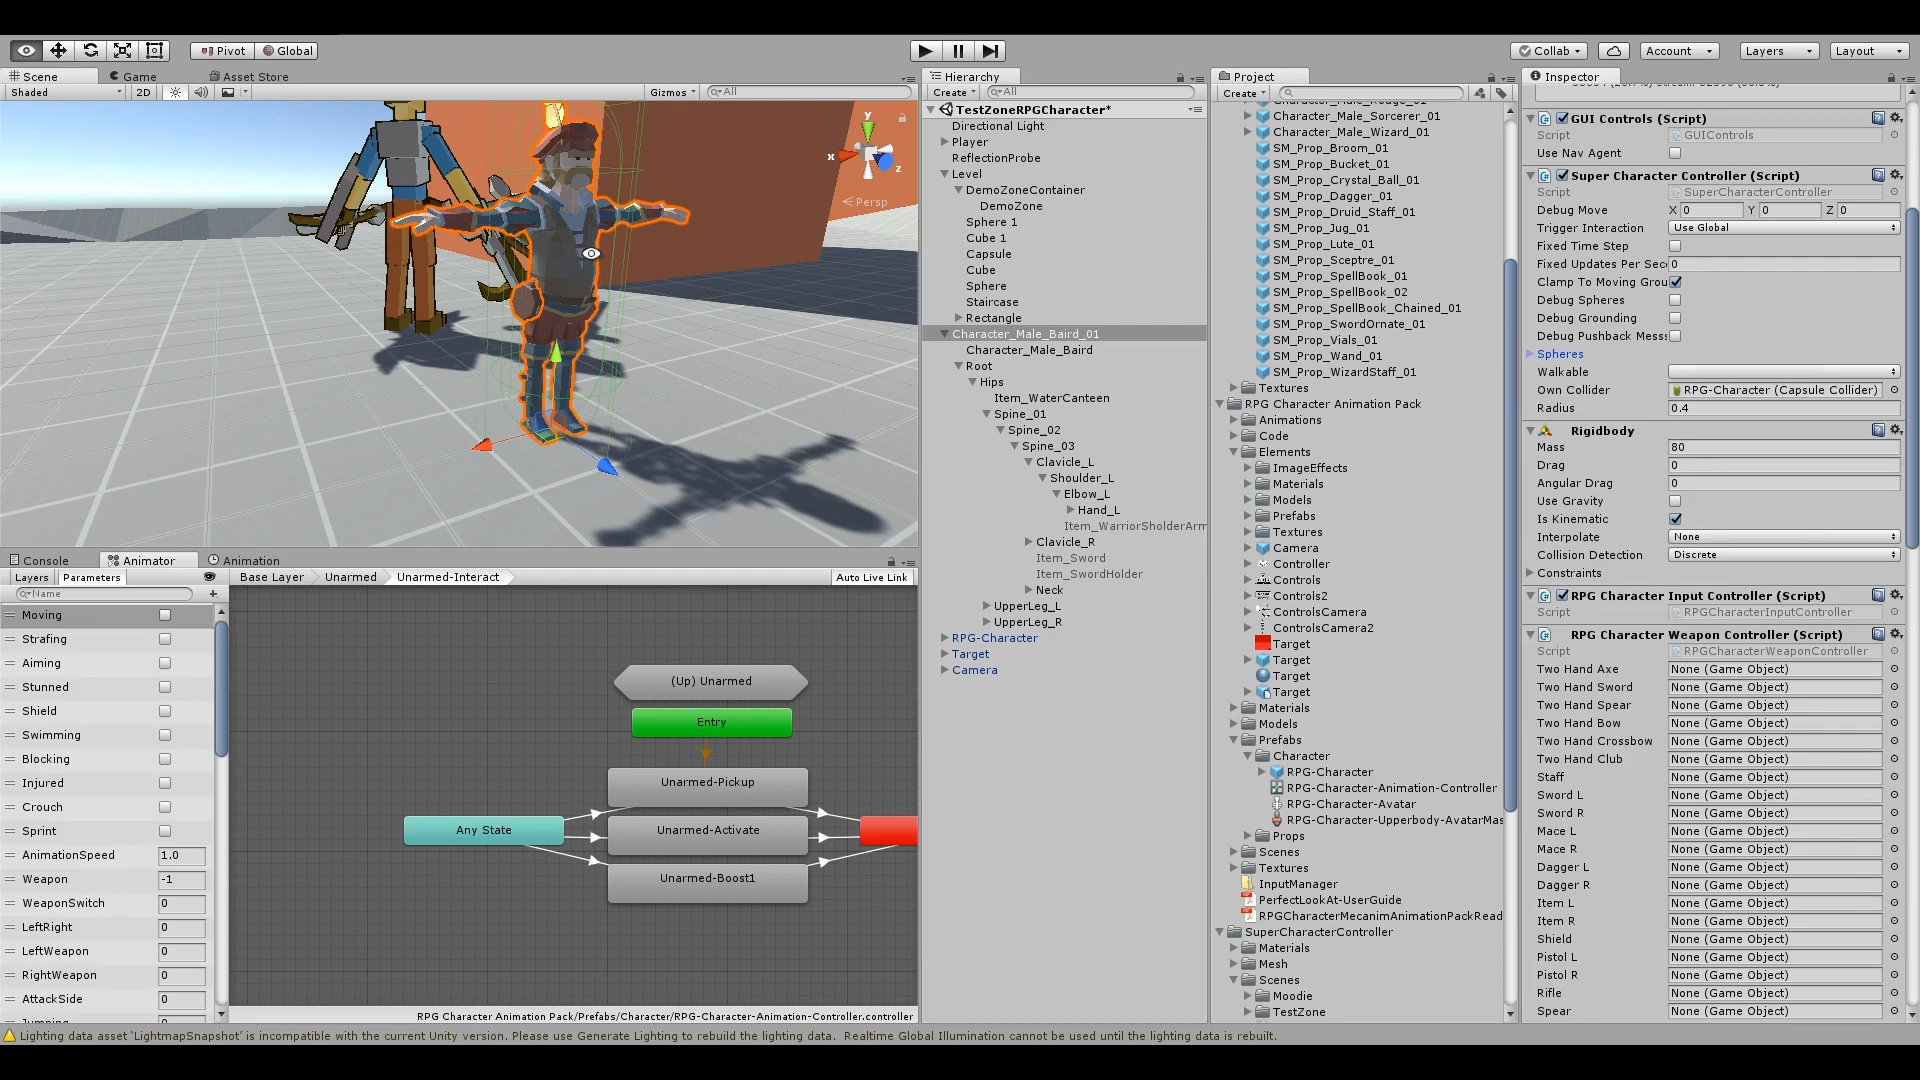 Pivot Global Collab Account Layers Layout
Scene Game Asset Store
Shaded 2D Gizmos All
y
x
z
Persp
Console Animator Animation
Layers Parameters Base Layer Unarmed Unarmed-Interact Auto Live Link
Name
Moving
Strafing
Aiming
Stunned
Shield
Swimming
Blocking
Injured
Crouch
Sprint
AnimationSpeed 1.0
Weapon -1
WeaponSwitch 0
LeftRight 0
LeftWeapon 0
RightWeapon 0
AttackSide 0
(Up) Unarmed
Entry
Unarmed-Pickup
Any State
Unarmed-Activate
Unarmed-Boost1
RPG Character Animation Pack/Prefabs/Character/RPG-Character-Animation-Controller.controller
Hierarchy
Create All
TestZoneRPGCharacter*
Directional Light
Player
ReflectionProbe
Level
DemoZoneContainer
DemoZone
Sphere 1
Cube 1
Capsule
Cube
Sphere
Staircase
Rectangle
Character_Male_Baird_01
Character_Male_Baird
Root
Hips
Item_WaterCanteen
Spine_01
Spine_02
Spine_03
Clavicle_L
Shoulder_L
Elbow_L
Hand_L
Item_WarriorSholderArm
Clavicle_R
Item_Sword
Item_SwordHolder
Neck
UpperLeg_L
UpperLeg_R
RPG-Character
Target
Camera
Project
Create
Character_Male_Rouge_01
Character_Male_Sorcerer_01
Character_Male_Wizard_01
SM_Prop_Broom_01
SM_Prop_Bucket_01
SM_Prop_Crystal_Ball_01
SM_Prop_Dagger_01
SM_Prop_Druid_Staff_01
SM_Prop_Jug_01
SM_Prop_Lute_01
SM_Prop_Sceptre_01
SM_Prop_SpellBook_01
SM_Prop_SpellBook_02
SM_Prop_SpellBook_Chained_01
SM_Prop_SwordOrnate_01
SM_Prop_Vials_01
SM_Prop_Wand_01
SM_Prop_WizardStaff_01
Textures
RPG Character Animation Pack
Animations
Code
Elements
ImageEffects
Materials
Models
Prefabs
Textures
Camera
Controller
Controls
Controls2
ControlsCamera
ControlsCamera2
Target
Target
Target
Target
Materials
Models
Prefabs
Character
RPG-Character
RPG-Character-Animation-Controller
RPG-Character-Avatar
RPG-Character-Upperbody-AvatarMas
Props
Scenes
Textures
InputManager
PerfectLookAt-UserGuide
RPGCharacterMecanimAnimationPackRead
SuperCharacterController
Materials
Mesh
Scenes
Moodie
TestZone
Inspector
GUI Controls (Script)
Script GUIControls
Use Nav Agent
Super Character Controller (Script)
Script SuperCharacterController
Debug Move X 0 Y 0 Z 0
Trigger Interaction Use Global
Fixed Time Step
Fixed Updates Per Sec 0
Clamp To Moving Grou
Debug Spheres
Debug Grounding
Debug Pushback Mess
Spheres
Walkable
Own Collider RPG-Character (Capsule Collider)
Radius 0.4
Rigidbody
Mass 80
Drag 0
Angular Drag 0
Use Gravity
Is Kinematic
Interpolate None
Collision Detection Discrete
Constraints
RPG Character Input Controller (Script)
Script RPGCharacterInputController
RPG Character Weapon Controller (Script)
Script RPGCharacterWeaponController
Two Hand Axe None (Game Object)
Two Hand Sword None (Game Object)
Two Hand Spear None (Game Object)
Two Hand Bow None (Game Object)
Two Hand Crossbow None (Game Object)
Two Hand Club None (Game Object)
Staff None (Game Object)
Sword L None (Game Object)
Sword R None (Game Object)
Mace L None (Game Object)
Mace R None (Game Object)
Dagger L None (Game Object)
Dagger R None (Game Object)
Item L None (Game Object)
Item R None (Game Object)
Shield None (Game Object)
Pistol L None (Game Object)
Pistol R None (Game Object)
Rifle None (Game Object)
Spear None (Game Object)
Lighting data asset 'LightmapSnapshot' is incompatible with the current Unity version. Please use Generate Lighting to rebuild the lighting data. Realtime Global Illumination cannot be used until the lighting data is rebuilt.